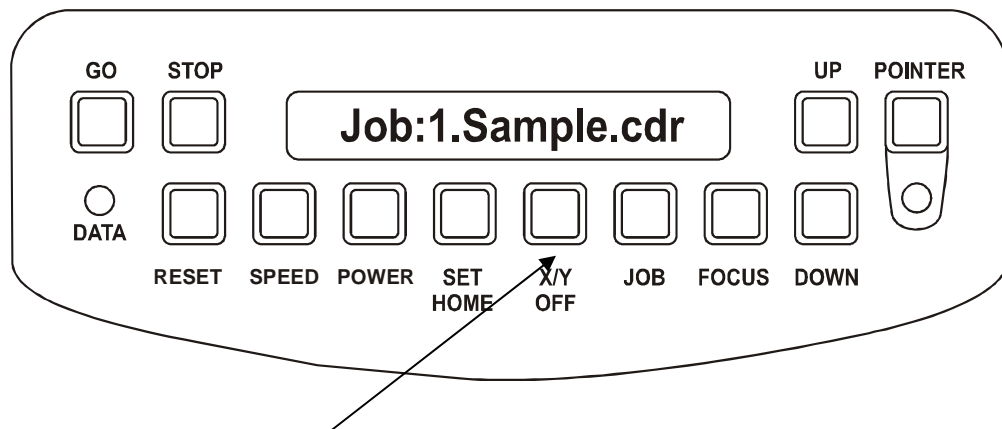 GO STOP UP POINTER
Job:1.Sample.cdr
DATA
RESET SPEED POWER SET HOME X/Y OFF JOB FOCUS DOWN